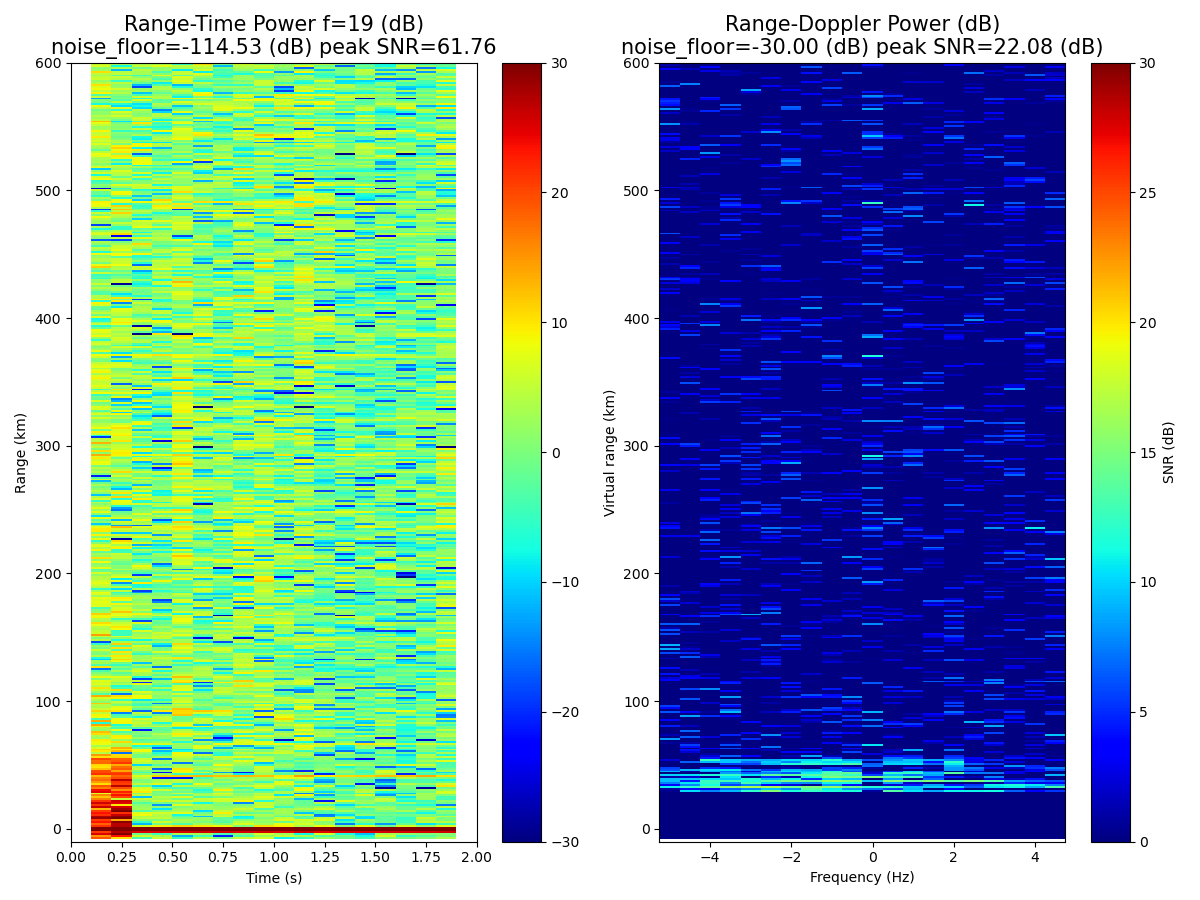 Range-Time Power f=19 (dB)
noise_floor=-114.53 (dB) peak SNR=61.76
Range-Doppler Power (dB)
noise_floor=-30.00 (dB) peak SNR=22.08 (dB)
600
500
400
300
200
100
0
Range (km)
0.00 0.25 0.50 0.75 1.00 1.25 1.50 1.75 2.00
Time (s)
30
20
10
0
−10
−20
−30
600
500
400
300
200
100
0
Virtual range (km)
−4 −2 0 2 4
Frequency (Hz)
30
25
20
15
10
5
0
SNR (dB)